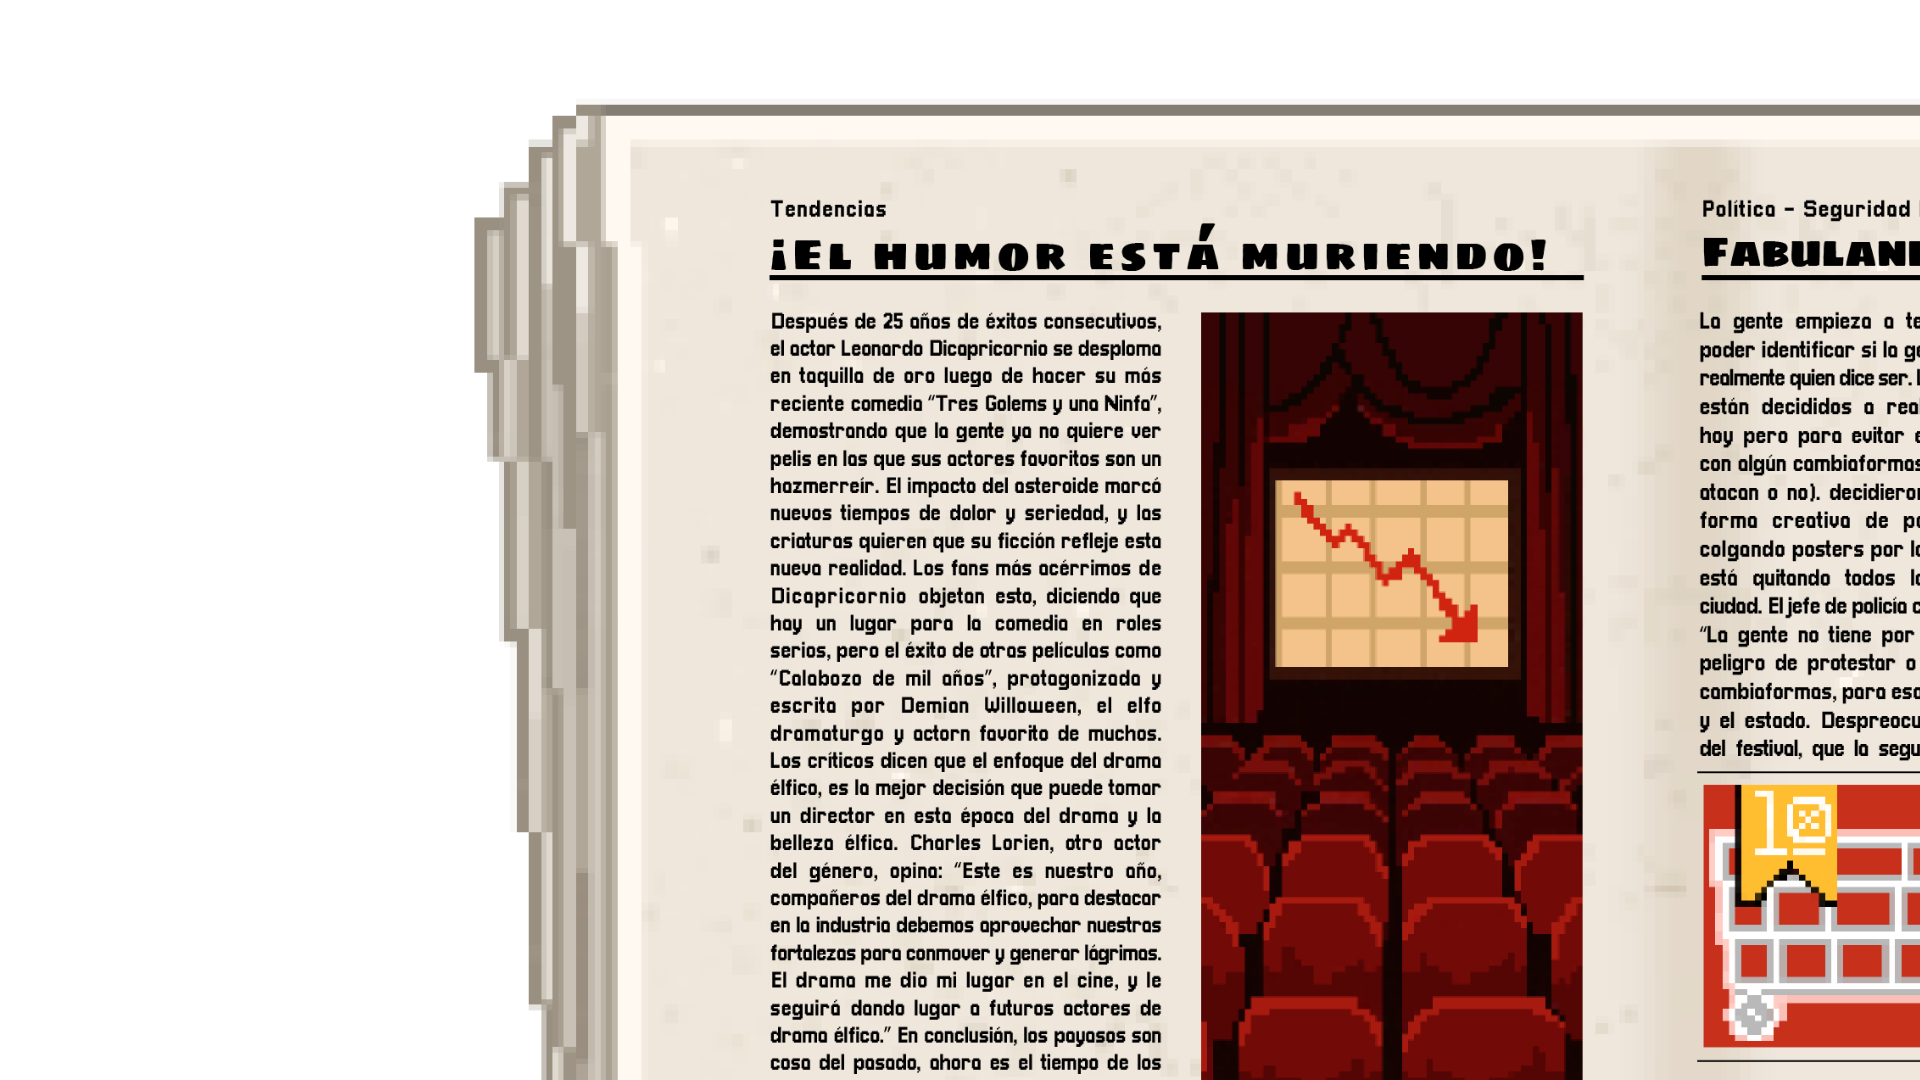 Tendencias
¡El humor está muriendo!
Después de 25 años de éxitos consecutivos,
el actor Leonardo Dicapricornio se desploma
en taquilla de oro luego de hacer su más
reciente comedia “Tres Golems y una Ninfa”,
demostrando que la gente ya no quiere ver
pelis en las que sus actores favoritos son un
hazmerreír. El impacto del asteroide marcó
nuevos tiempos de dolor y seriedad, y las
criaturas quieren que su ficción refleje esta
nueva realidad. Los fans más acérrimos de
Dicapricornio objetan esto, diciendo que
hay un lugar para la comedia en roles
serios, pero el éxito de otras películas como
“Calabozo de mil años”, protagonizada y
escrita por Demian Willoween, el elfo
dramaturgo y actorn favorito de muchos.
Los críticos dicen que el enfoque del drama
élfico, es la mejor decisión que puede tomar
un director en esta época del drama y la
belleza élfica. Charles Lorien, otro actor
del género, opina: “Este es nuestro año,
compañeros del drama élfico, para destacar
en la industria debemos aprovechar nuestras
fortalezas para conmover y generar lágrimas.
El drama me dio mi lugar en el cine, y le
seguirá dando lugar a futuros actores de
drama élfico.” En conclusión, los payasos son
cosa del pasado, ahora es el tiempo de los
Política - Seguridad
Fabulan
La gente empieza a te
poder identificar si la ge
realmente quien dice ser.
están decididos a rea
hoy pero para evitar
con algún cambiaformas
atacan o no). decidieron
forma creativa de pa
colgando posters por la
está quitando todos lo
ciudad. El jefe de policía
“La gente no tiene por
peligro de protestar o
cambiaformas, para eso
y el estado. Despreocu
del festival, que la segu
10